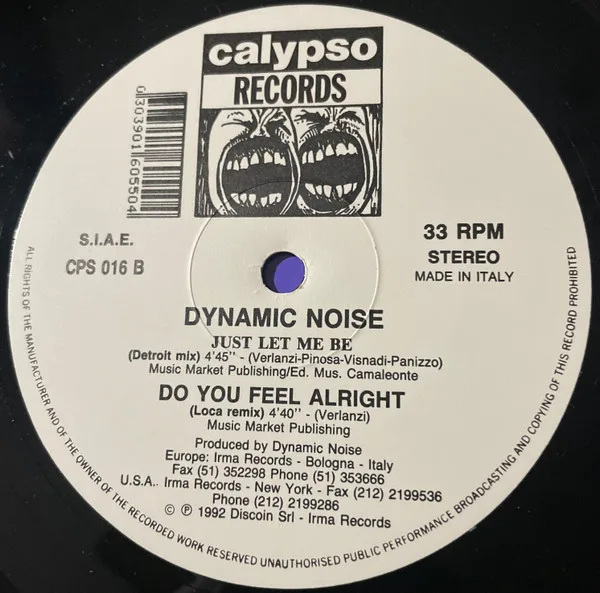 calypso
RECORDS
0303901605504
S.I.A.E.
CPS 016 B
33 RPM
STEREO
MADE IN ITALY
DYNAMIC NOISE
JUST LET ME BE
(Detroit mix) 4'45'' - (Verlanzi-Pinosa-Visnadi-Panizzo)
Music Market Publishing/Ed. Mus. Camaleonte
DO YOU FEEL ALRIGHT
(Loca remix) 4'40'' - (Verlanzi)
Music Market Publishing
Produced by Dynamic Noise
Europe: Irma Records - Bologna - Italy
Fax (51) 352298 Phone (51) 353666
U.S.A. Irma Records - New York - Fax (212) 2199536
Phone (212) 2199286
© ℗ 1992 Discoin Srl - Irma Records
ALL RIGHTS OF THE MANUFACTURER AND OF THE OWNER OF THE RECORDED WORK RESERVED UNAUTHORISED PUBLIC PERFORMANCE BROADCASTING AND COPYING OF THIS RECORD PROHIBITED